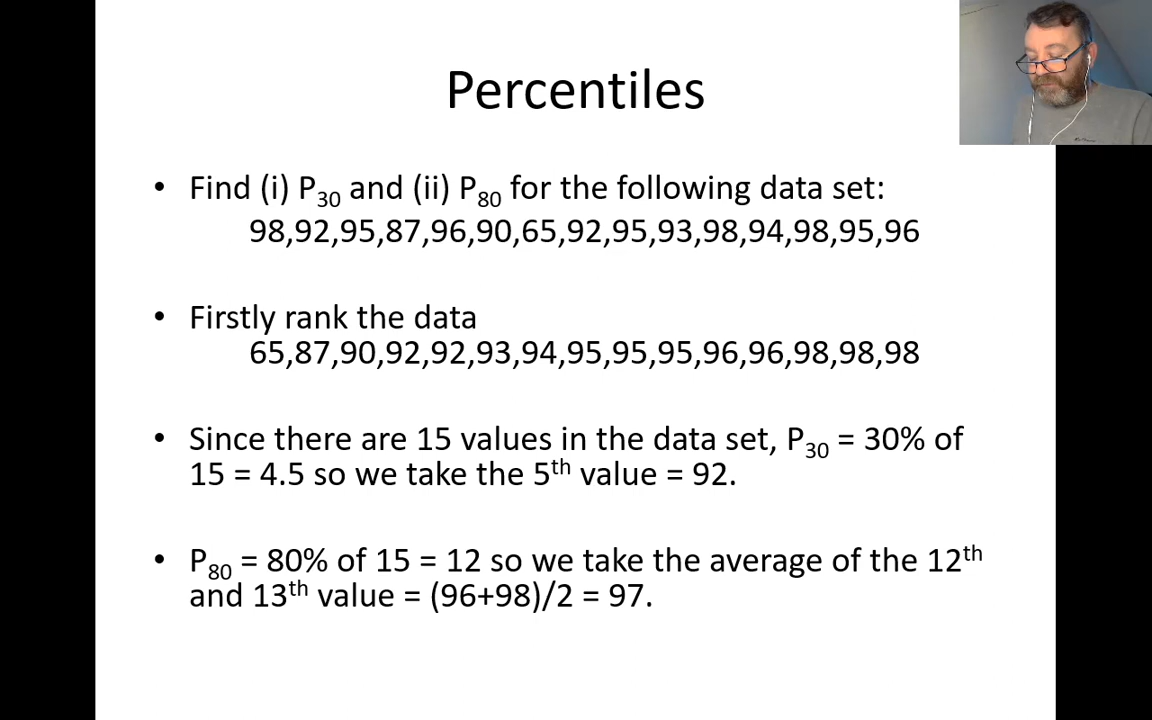 Percentiles
• Find (i) P30 and (ii) P80 for the following data set:
98,92,95,87,96,90,65,92,95,93,98,94,98,95,96
• Firstly rank the data
65,87,90,92,92,93,94,95,95,95,96,96,98,98,98
• Since there are 15 values in the data set, P30 = 30% of
15 = 4.5 so we take the 5th value = 92.
• P80 = 80% of 15 = 12 so we take the average of the 12th
and 13th value = (96+98)/2 = 97.